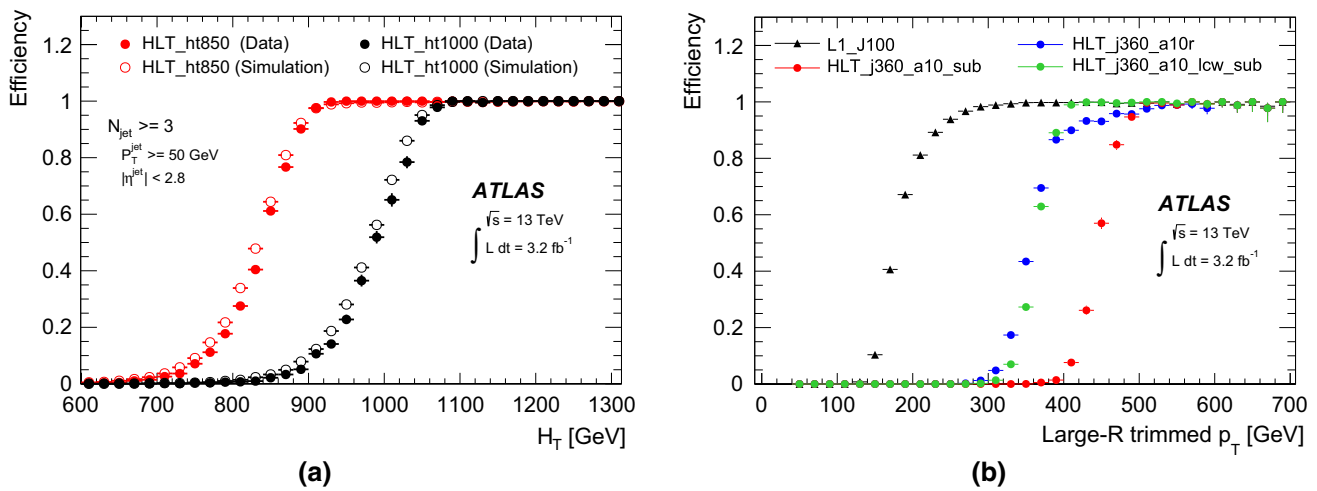 Efficiency
1.2
1
0.8
0.6
0.4
0.2
0
HLT_ht850 (Data)
HLT_ht850 (Simulation)
HLT_ht1000 (Data)
HLT_ht1000 (Simulation)
N_jet >= 3
P_T^jet >= 50 GeV
|η^jet| < 2.8
ATLAS
√s = 13 TeV
∫ L dt = 3.2 fb⁻¹
600 700 800 900 1000 1100 1200 1300
H_T [GeV]
(a)
Efficiency
1.2
1
0.8
0.6
0.4
0.2
0
L1_J100
HLT_j360_a10_sub
HLT_j360_a10r
HLT_j360_a10_lcw_sub
ATLAS
√s = 13 TeV
∫ L dt = 3.2 fb⁻¹
0 100 200 300 400 500 600 700
Large-R trimmed p_T [GeV]
(b)